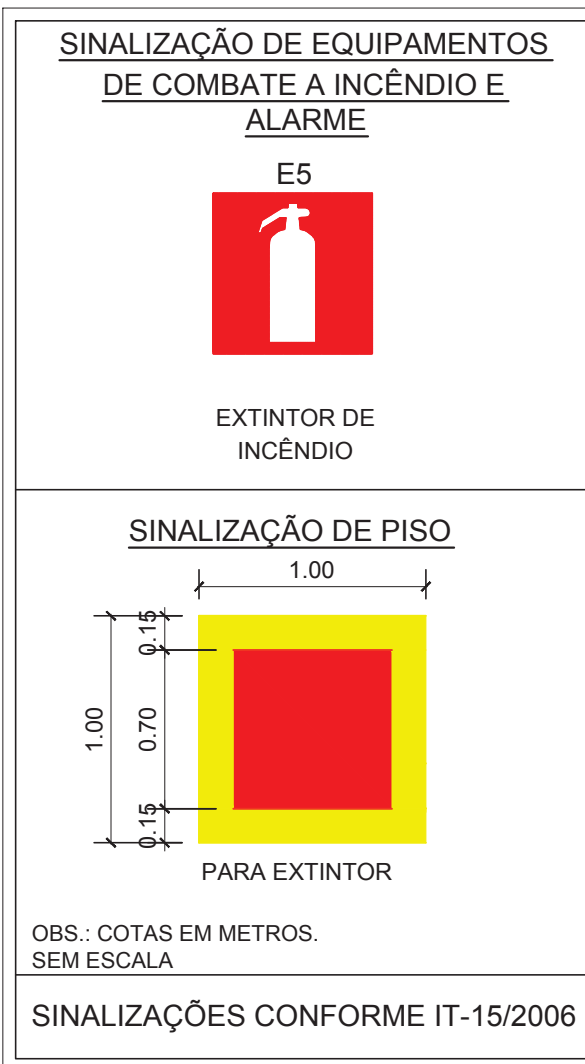 SINALIZAÇÃO DE EQUIPAMENTOS
DE COMBATE A INCÊNDIO E
ALARME
E5
EXTINTOR DE
INCÊNDIO
SINALIZAÇÃO DE PISO
1.00
0.15
1.00
0.70
0.15
PARA EXTINTOR
OBS.: COTAS EM METROS.
SEM ESCALA
SINALIZAÇÕES CONFORME IT-15/2006